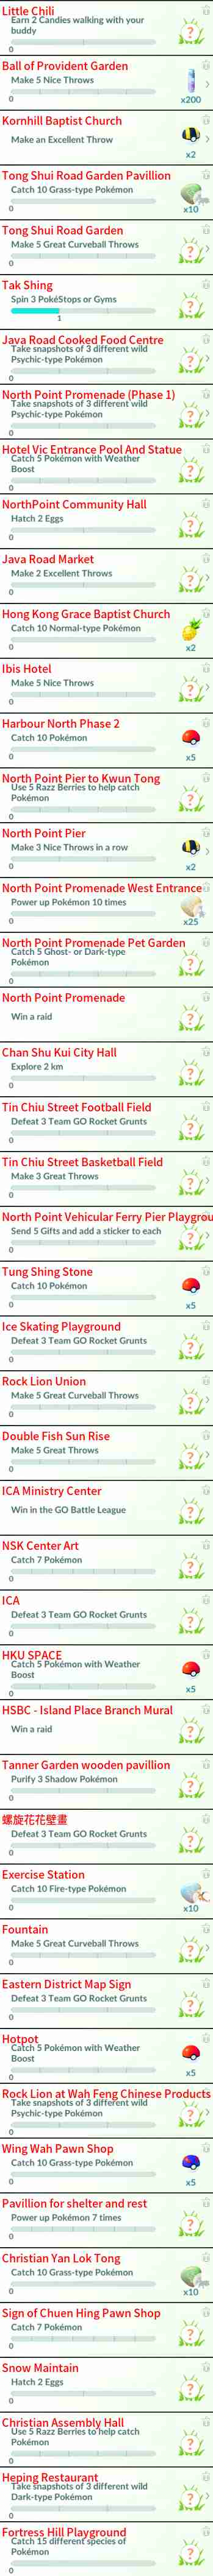 Little Chili
Earn 2 Candies walking with your
buddy
0
Ball of Provident Garden
Make 5 Nice Throws
0
x200
Kornhill Baptist Church
Make an Excellent Throw
0
x2
Tong Shui Road Garden Pavillion
Catch 10 Grass-type Pokémon
0
x10
Tong Shui Road Garden
Make 5 Great Curveball Throws
0
Tak Shing
Spin 3 PokéStops or Gyms
1
Java Road Cooked Food Centre
Take snapshots of 3 different wild
Psychic-type Pokémon
0
North Point Promenade (Phase 1)
Take snapshots of 3 different wild
Psychic-type Pokémon
0
Hotel Vic Entrance Pool And Statue
Catch 5 Pokémon with Weather
Boost
0
NorthPoint Community Hall
Hatch 2 Eggs
0
Java Road Market
Make 2 Excellent Throws
0
Hong Kong Grace Baptist Church
Catch 10 Normal-type Pokémon
0
x2
Ibis Hotel
Make 5 Nice Throws
0
Harbour North Phase 2
Catch 10 Pokémon
0
x5
North Point Pier to Kwun Tong
Use 5 Razz Berries to help catch
Pokémon
0
North Point Pier
Make 3 Nice Throws in a row
0
x2
North Point Promenade West Entrance
Power up Pokémon 10 times
0
x25
North Point Promenade Pet Garden
Catch 5 Ghost- or Dark-type
Pokémon
0
North Point Promenade
Win a raid
Chan Shu Kui City Hall
Explore 2 km
0
Tin Chiu Street Football Field
Defeat 3 Team GO Rocket Grunts
0
Tin Chiu Street Basketball Field
Make 3 Great Throws
0
North Point Vehicular Ferry Pier Playgrou
Send 5 Gifts and add a sticker to each
0
Tung Shing Stone
Catch 10 Pokémon
0
x5
Ice Skating Playground
Defeat 3 Team GO Rocket Grunts
0
Rock Lion Union
Make 5 Great Curveball Throws
0
Double Fish Sun Rise
Make 5 Great Throws
0
ICA Ministry Center
Win in the GO Battle League
NSK Center Art
Catch 7 Pokémon
0
ICA
Defeat 3 Team GO Rocket Grunts
0
HKU SPACE
Catch 5 Pokémon with Weather
Boost
0
x5
HSBC - Island Place Branch Mural
Win a raid
Tanner Garden wooden pavillion
Purify 3 Shadow Pokémon
0
螺旋花花壁畫
Defeat 3 Team GO Rocket Grunts
0
Exercise Station
Catch 10 Fire-type Pokémon
0
x10
Fountain
Make 5 Great Curveball Throws
0
Eastern District Map Sign
Defeat 3 Team GO Rocket Grunts
0
Hotpot
Catch 5 Pokémon with Weather
Boost
0
x5
Rock Lion at Wah Feng Chinese Products
Take snapshots of 3 different wild
Psychic-type Pokémon
0
Wing Wah Pawn Shop
Catch 10 Grass-type Pokémon
0
x5
Pavillion for shelter and rest
Power up Pokémon 7 times
0
Christian Yan Lok Tong
Catch 10 Grass-type Pokémon
0
x10
Sign of Chuen Hing Pawn Shop
Catch 7 Pokémon
0
Snow Maintain
Hatch 2 Eggs
0
Christian Assembly Hall
Use 5 Razz Berries to help catch
Pokémon
0
Heping Restaurant
Take snapshots of 3 different wild
Dark-type Pokémon
0
Fortress Hill Playground
Catch 15 different species of
Pokémon
0